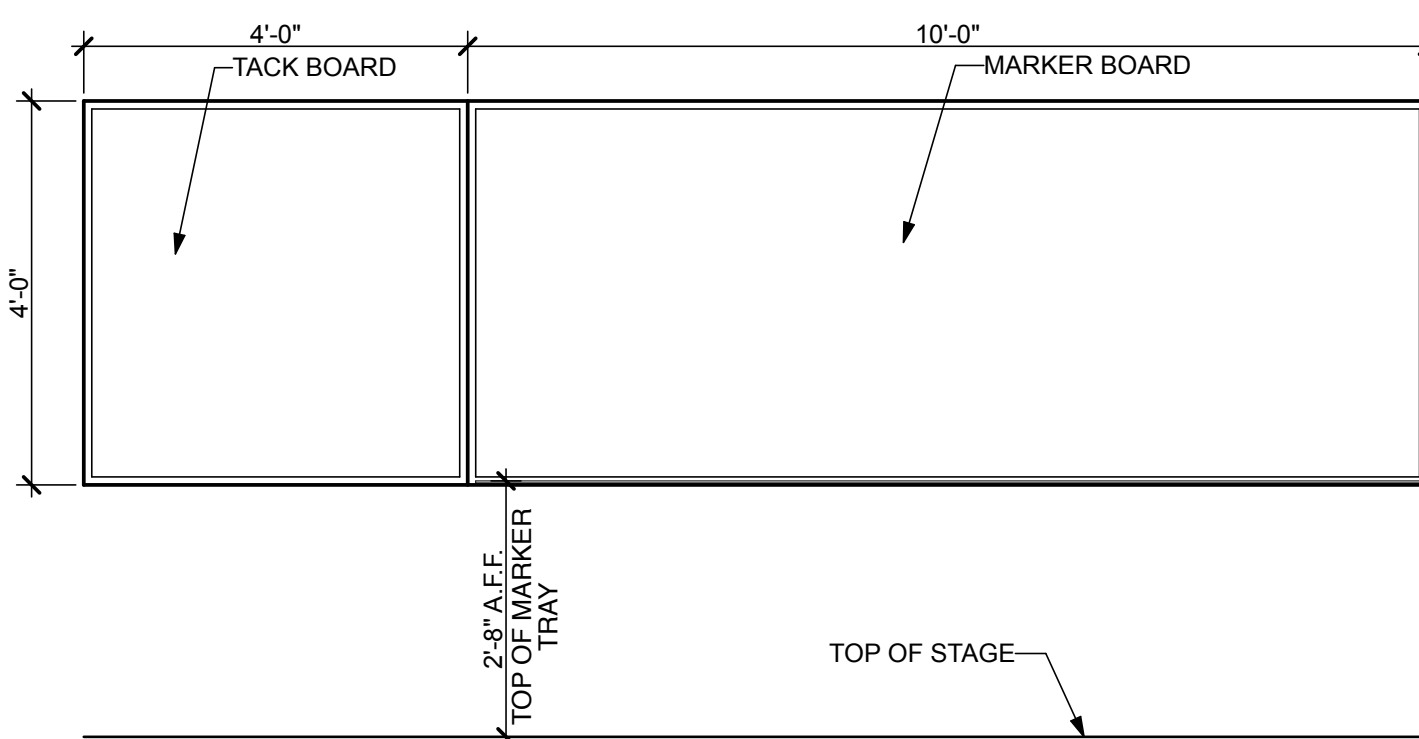 4'-0"
10'-0"
TACK BOARD
MARKER BOARD
4'-0"
2'-8" A.F.F.
TOP OF MARKER
TRAY
TOP OF STAGE